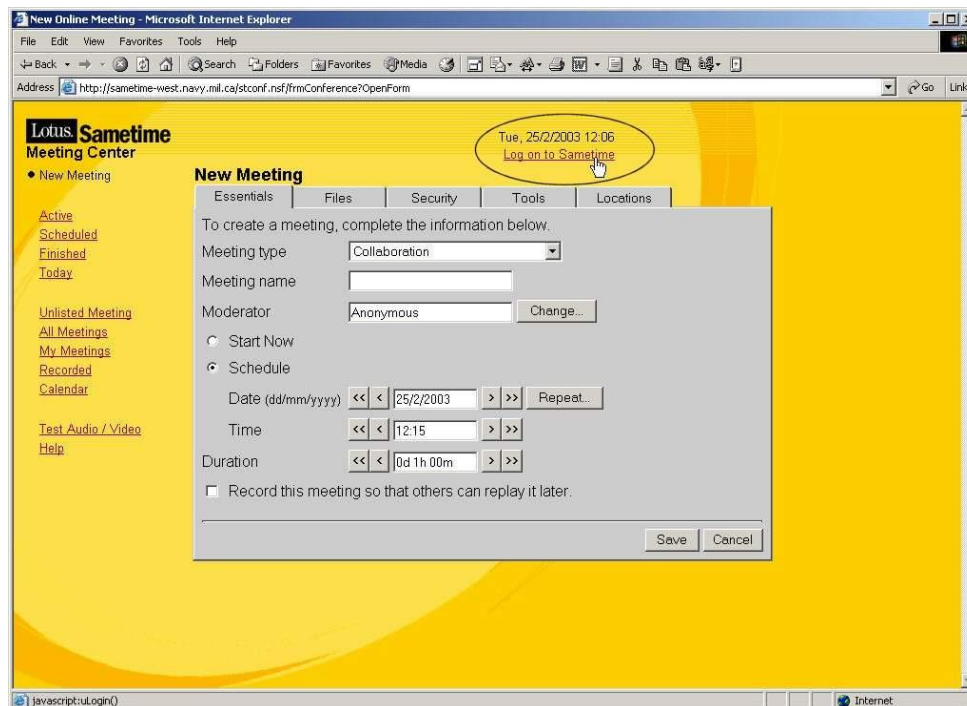 New Online Meeting - Microsoft Internet Explorer
File Edit View Favorites Tools Help
Back Search Folders Favorites Media
Address http://sametime-west.navy.mil.ca/stconf.nsf/frmConference?OpenForm Go Link
Lotus. Sametime
Meeting Center
Tue, 25/2/2003 12:06
Log on to Sametime
New Meeting
Active
Scheduled
Finished
Today
Unlisted Meeting
All Meetings
My Meetings
Recorded
Calendar
Test Audio / Video
Help
New Meeting
Essentials Files Security Tools Locations
To create a meeting, complete the information below.
Meeting type Collaboration
Meeting name
Moderator Anonymous Change...
Start Now
Schedule
Date (dd/mm/yyyy) << < 25/2/2003 > >> Repeat...
Time << < 12:15 > >>
Duration << < 0d 1h 00m > >>
Record this meeting so that others can replay it later.
Save Cancel
javascript:uLogin() Internet